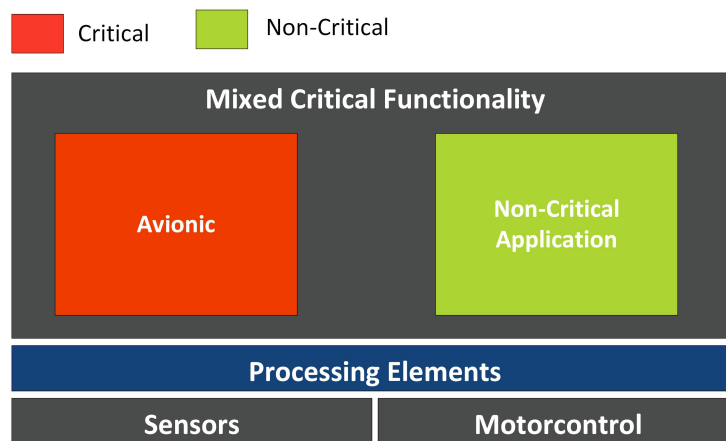 Critical
Non-Critical
Mixed Critical Functionality
Avionic
Non-Critical
Application
Processing Elements
Sensors
Motorcontrol